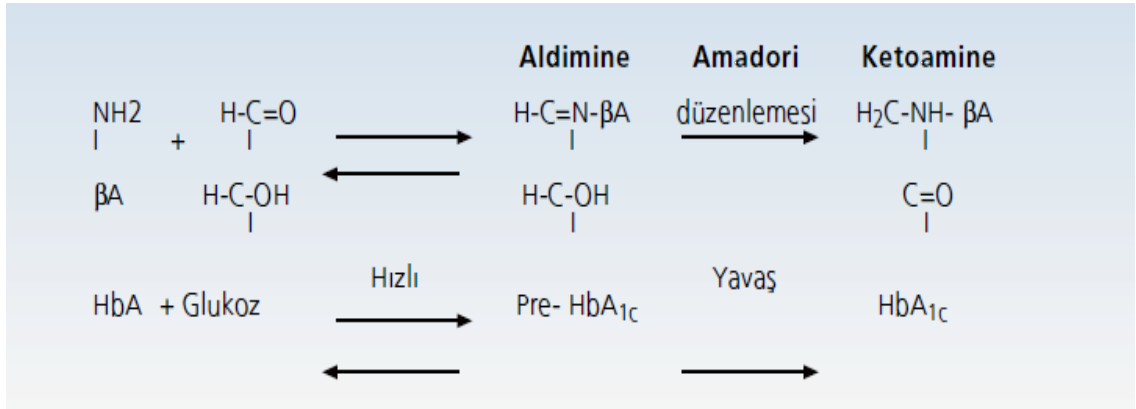 Aldimine Amadori Ketoamine
NH2 H-C=O H-C=N-βA düzenlemesi H₂C-NH- βA
+
βA H-C-OH H-C-OH C=O
Hızlı Yavaş
HbA + Glukoz Pre- HbA₁c HbA₁c